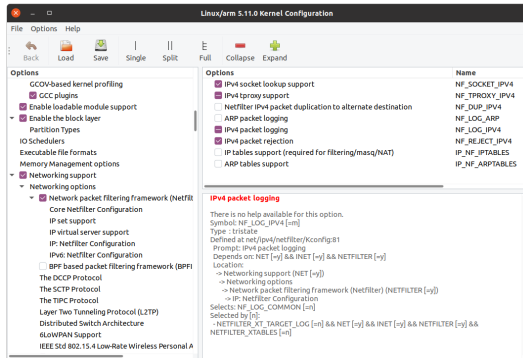 Linux/arm 5.11.0 Kernel Configuration
File Options Help
Back Load Save Single Split Full Collapse Expand
Options
GCOV-based kernel profiling
GCC plugins
Enable loadable module support
Enable the block layer
Partition Types
IO Schedulers
Executable file formats
Memory Management options
Networking support
Networking options
Network packet filtering framework (Netfilt
Core Netfilter Configuration
IP set support
IP virtual server support
IP: Netfilter Configuration
IPv6: Netfilter Configuration
BPF based packet filtering framework (BPFI
The DCCP Protocol
The SCTP Protocol
The TIPC Protocol
Layer Two Tunneling Protocol (L2TP)
Distributed Switch Architecture
6LoWPAN Support
IEEE Std 802.15.4 Low-Rate Wireless Personal A
Options Name
IPv4 socket lookup support NF_SOCKET_IPV4
IPv4 tproxy support NF_TPROXY_IPV4
Netfilter IPv4 packet duplication to alternate destination NF_DUP_IPV4
ARP packet logging NF_LOG_ARP
IPv4 packet logging NF_LOG_IPV4
IPv4 packet rejection NF_REJECT_IPV4
IP tables support (required for filtering/masq/NAT) IP_NF_IPTABLES
ARP tables support IP_NF_ARPTABLES
IPv4 packet logging
There is no help available for this option.
Symbol: NF_LOG_IPV4 [=m]
Type : tristate
Defined at net/ipv4/netfilter/Kconfig:81
Prompt: IPv4 packet logging
Depends on: NET [=y] && INET [=y] && NETFILTER [=y]
Location:
-> Networking support (NET [=y])
-> Networking options
-> Network packet filtering framework (Netfilter) (NETFILTER [=y])
-> IP: Netfilter Configuration
Selects: NF_LOG_COMMON [=m]
Selected by [n]:
- NETFILTER_XT_TARGET_LOG [=n] && NET [=y] && INET [=y] && NETFILTER [=y] &&
NETFILTER_XTABLES [=n]